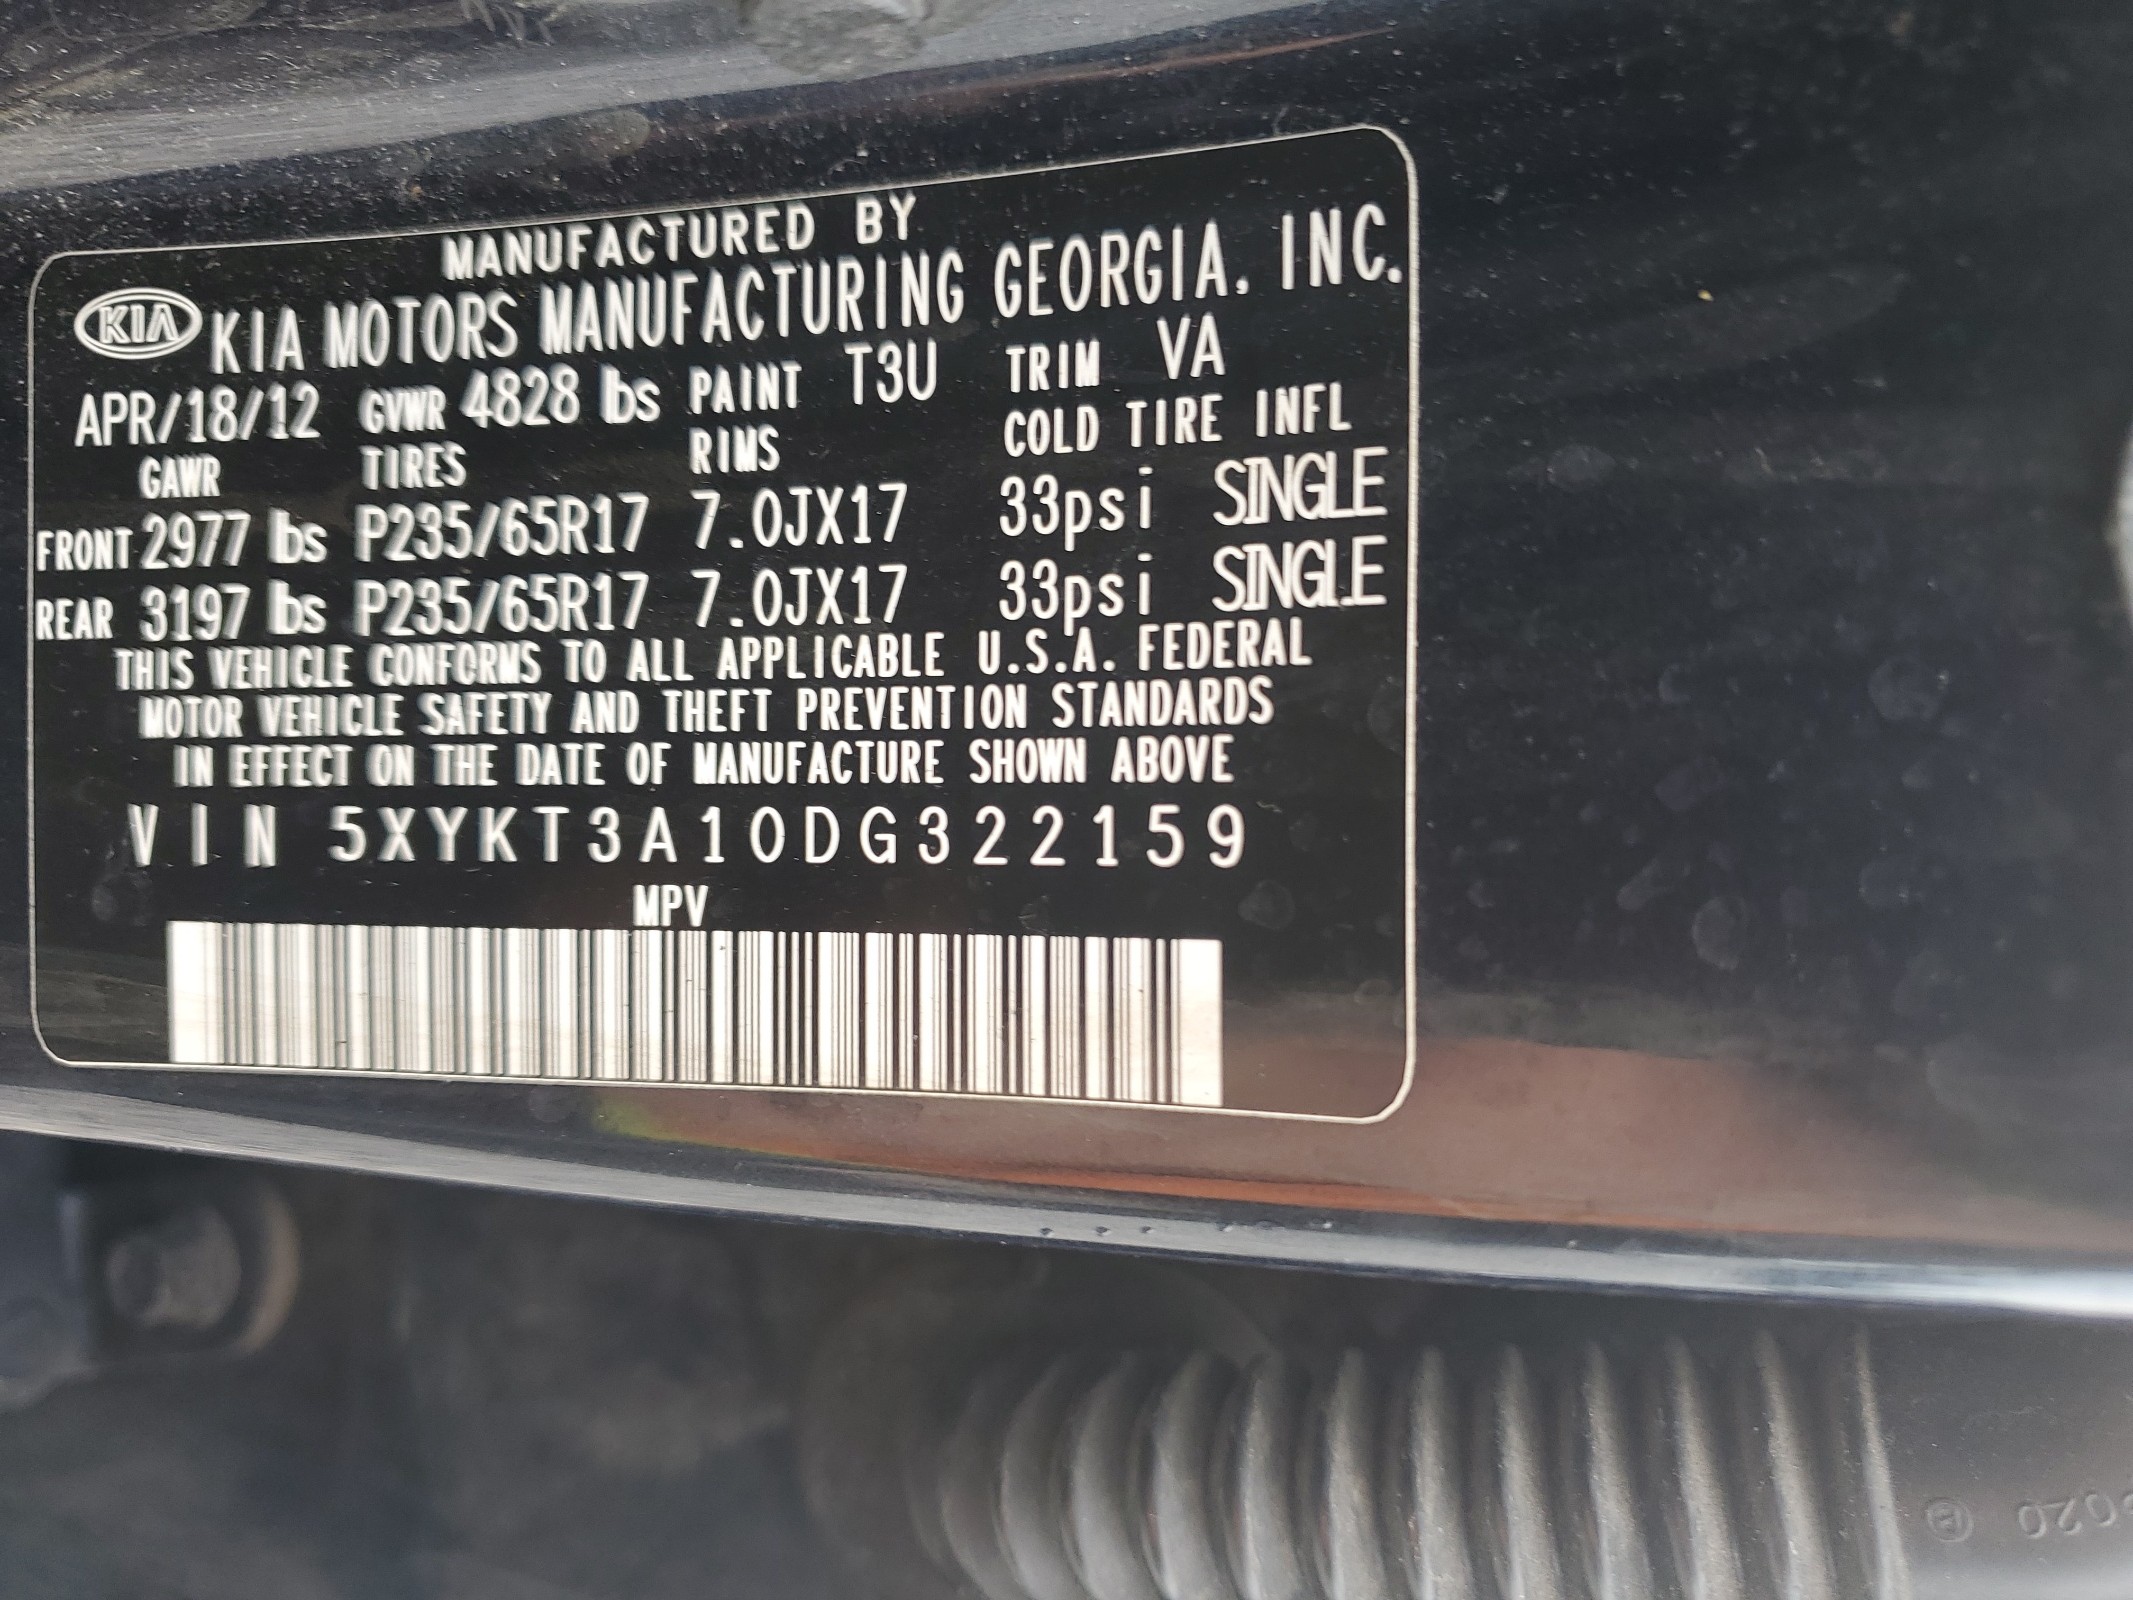 MANUFACTURED BY
KIA KIA MOTORS MANUFACTURING GEORGIA, INC.
APR/18/12 GVWR 4828 lbs PAINT T3U TRIM VA
GAWR TIRES RIMS COLD TIRE INFL
FRONT 2977 lbs P235/65R17 7.0JX17 33psi SINGLE
REAR 3197 lbs P235/65R17 7.0JX17 33psi SINGLE
THIS VEHICLE CONFORMS TO ALL APPLICABLE U.S.A. FEDERAL
MOTOR VEHICLE SAFETY AND THEFT PREVENTION STANDARDS
IN EFFECT ON THE DATE OF MANUFACTURE SHOWN ABOVE
VIN 5XYKT3A10DG322159
MPV